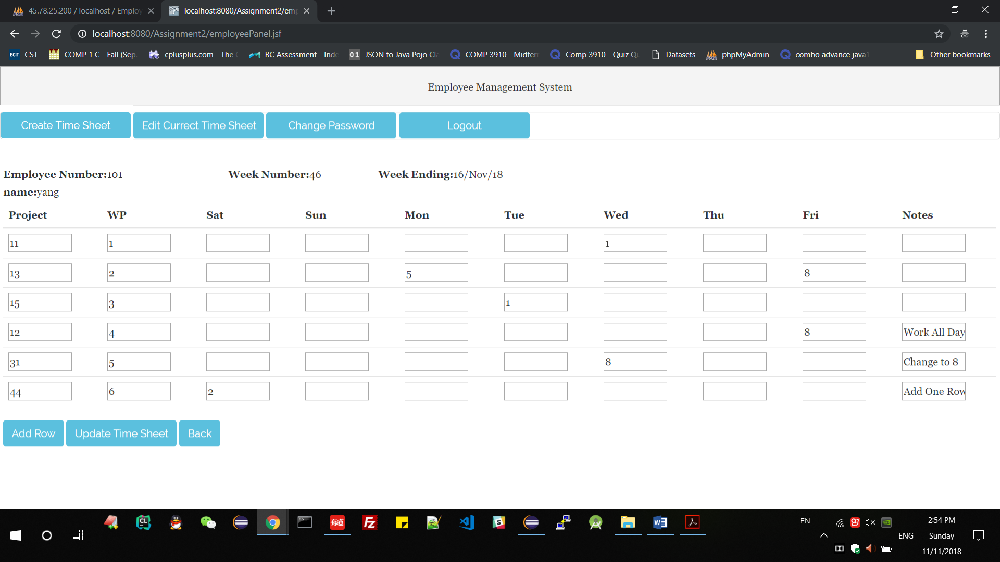 45.78.25.200 / localhost / Employ
localhost:8080/Assignment2/emp
localhost:8080/Assignment2/employeePanel.jsf
BCIT CST COMP 1 C - Fall (Sep. cplusplus.com - The C BC Assessment - Inde 01 JSON to Java Pojo Cla COMP 3910 - Midterm Comp 3910 - Quiz Qu Datasets phpMyAdmin combo advance java1 Other bookmarks
Employee Management System
Create Time Sheet Edit Currect Time Sheet Change Password Logout
Employee Number:101 Week Number:46 Week Ending:16/Nov/18
name:yang
Project WP Sat Sun Mon Tue Wed Thu Fri Notes
11 1 1
13 2 5 8
15 3 1
12 4 8 Work All Day
31 5 8 Change to 8
44 6 2 Add One Row
Add Row Update Time Sheet Back
EN 2:54 PM
ENG Sunday
11/11/2018